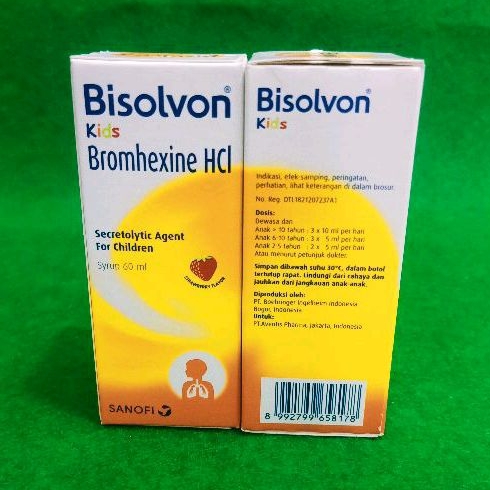 Bisolvon®
Kids
Bromhexine HCl
Secretolytic Agent
For Children
Syrup 60 ml
STRAWBERRY FLAVOR
SANOFI
Bisolvon®
Kids
Indikasi, efek-samping, peringatan,
perhatian, lihat keterangan di dalam brosur.
No. Reg. DTL1821207237A1
Dosis:
Dewasa dan
Anak > 10 tahun : 3 x 10 ml per hari
Anak 6-10 tahun : 3 x 5 ml per hari
Anak 2-5 tahun : 2 x 5 ml per hari
Atau menurut petunjuk dokter.
Simpan dibawah suhu 30°C, dalam botol
tertutup rapat. Lindungi dari cahaya dan
jauhkan dari jangkauan anak-anak.
Diproduksi oleh:
PT. Boehringer Ingelheim Indonesia
Bogor, Indonesia
Untuk:
PT.Aventis Pharma, Jakarta, Indonesia
8 992799 658178